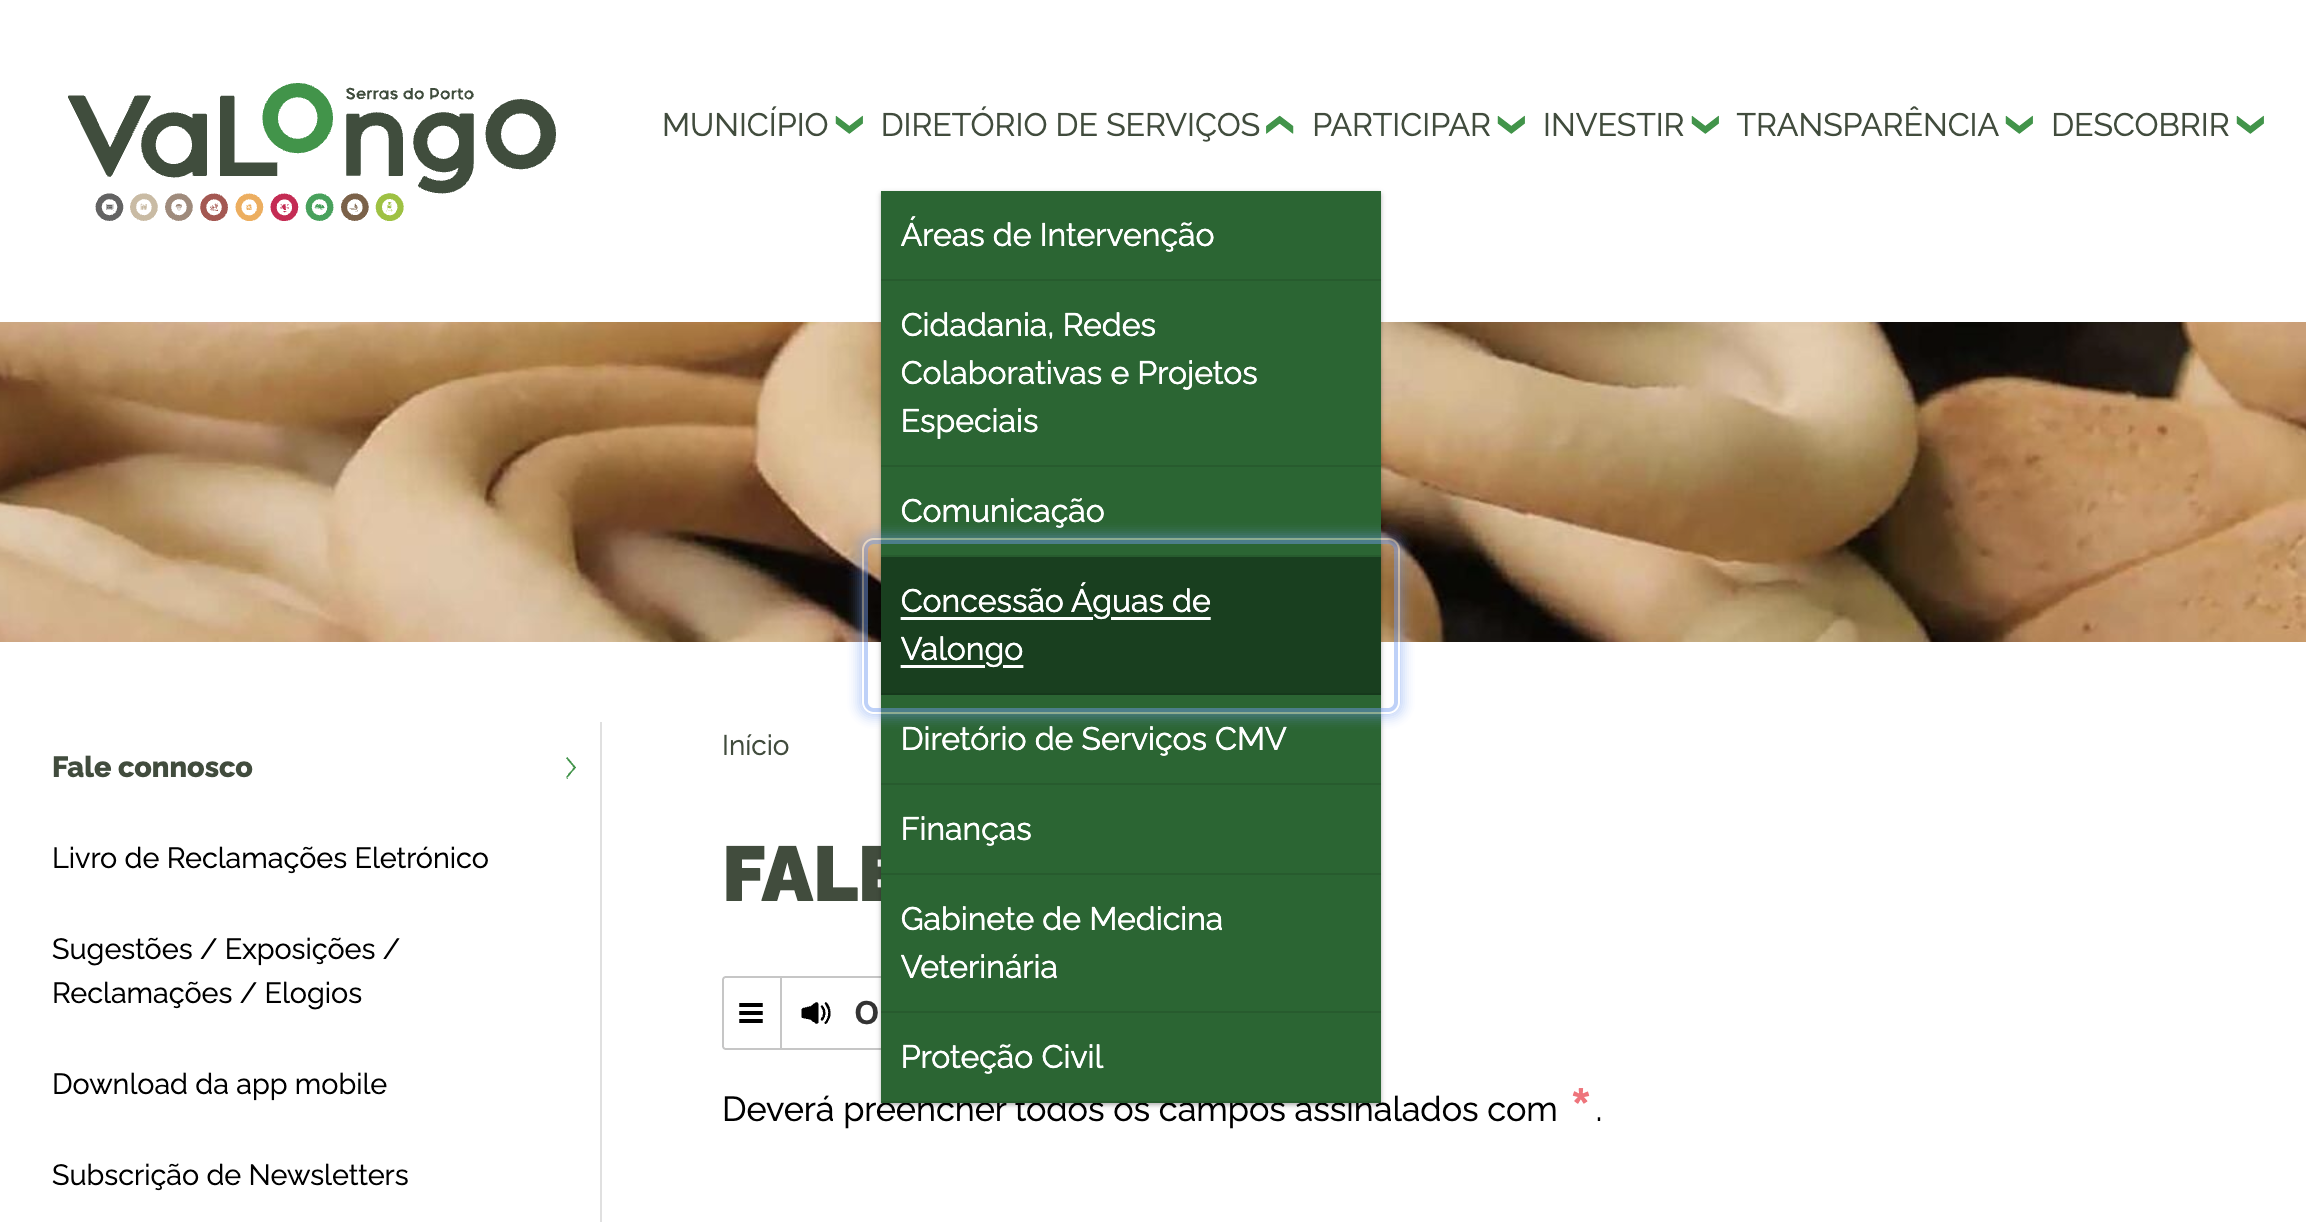 Serras do Porto
VaLongo
MUNICÍPIO DIRETÓRIO DE SERVIÇOS PARTICIPAR INVESTIR TRANSPARÊNCIA DESCOBRIR
Áreas de Intervenção
Cidadania, Redes
Colaborativas e Projetos
Especiais
Comunicação
Concessão Águas de
Valongo
Diretório de Serviços CMV
Finanças
Gabinete de Medicina
Veterinária
Proteção Civil
Fale connosco
Livro de Reclamações Eletrónico
Sugestões / Exposições /
Reclamações / Elogios
Download da app mobile
Subscrição de Newsletters
Início
FALE
O
Deverá preencher todos os campos assinalados com *.